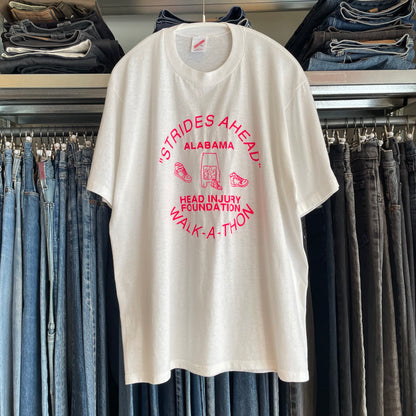 "STRIDES AHEAD"
ALABAMA
HEAD INJURY
FOUNDATION
WALK-A-THON